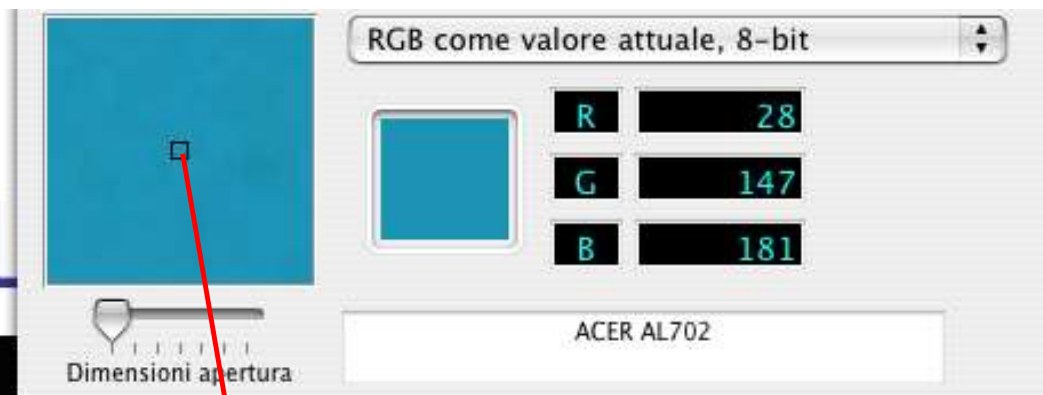 RGB come valore attuale, 8-bit
R 28
G 147
B 181
ACER AL702
Dimensioni apertura